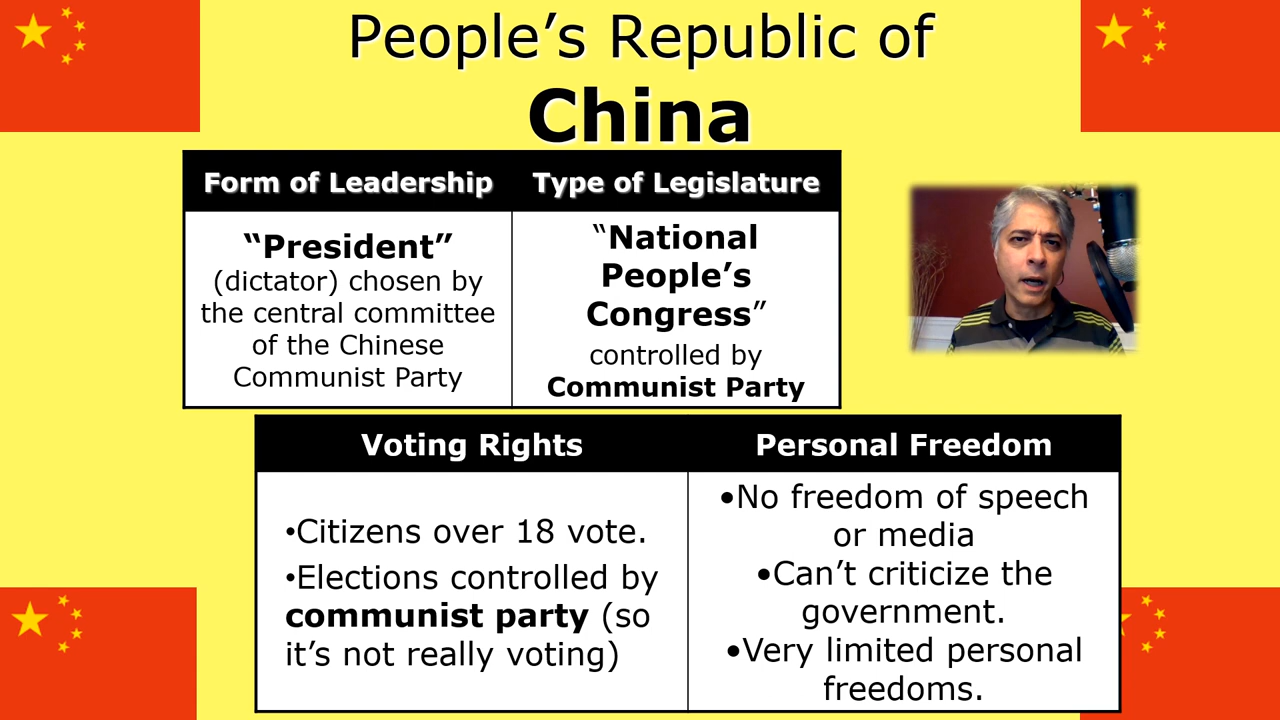 People’s Republic of
China
Form of Leadership
Type of Legislature
“President”
(dictator) chosen by
the central committee
of the Chinese
Communist Party
“National
People’s
Congress”
controlled by
Communist Party
Voting Rights
Personal Freedom
•Citizens over 18 vote.
•Elections controlled by
communist party (so
it’s not really voting)
•No freedom of speech
or media
•Can’t criticize the
government.
•Very limited personal
freedoms.